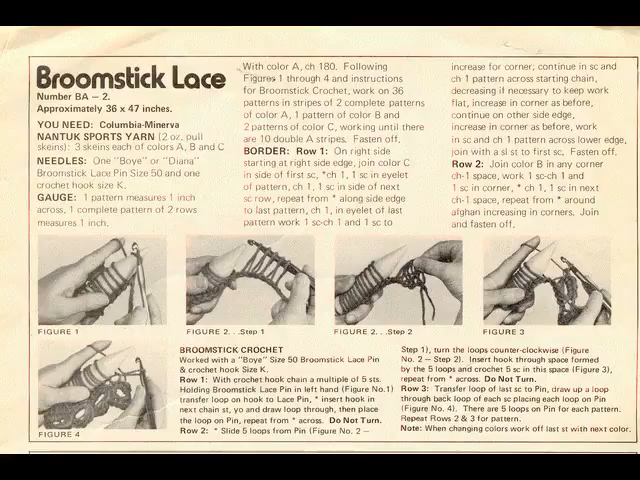 Broomstick Lace
Number BA — 2.
Approximately 36 x 47 inches.
YOU NEED: Columbia-Minerva
NANTUK SPORTS YARN (2 oz. pull
skeins): 3 skeins each of colors A, B and C
NEEDLES: One "Boye" or "Diana"
Broomstick Lace Pin Size 50 and one
crochet hook size K.
GAUGE: 1 pattern measures 1 inch
across, 1 complete pattern of 2 rows
measures 1 inch.
With color A, ch 180. Following
Figures 1 through 4 and instructions
for Broomstick Crochet, work on 36
patterns in stripes of 2 complete patterns
of color A, 1 pattern of color B and
2 patterns of color C, working until there
are 10 double A stripes. Fasten off.
BORDER: Row 1: On right side
starting at right side edge, join color C
in side of first sc, *ch 1, 1 sc in eyelet
of pattern, ch 1, 1 sc in side of next
sc row, repeat from * along side edge
to last pattern, ch 1, in eyelet of last
pattern work 1 sc-ch 1 and 1 sc to
increase for corner, continue in sc and
ch 1 pattern across starting chain,
decreasing if necessary to keep work
flat, increase in corner as before,
continue on other side edge,
increase in corner as before, work
in sc and ch 1 pattern across lower edge,
join with a sl st to first sc. Fasten off.
Row 2: Join color B in any corner
ch-1 space, work 1 sc-ch 1 and
1 sc in corner, * ch 1, 1 sc in next
ch-1 space, repeat from * around
afghan increasing in corners. Join
and fasten off.
FIGURE 1
FIGURE 2. . .Step 1
FIGURE 2. . .Step 2
FIGURE 3
FIGURE 4
BROOMSTICK CROCHET
Worked with a "Boye" Size 50 Broomstick Lace Pin
& crochet hook Size K.
Row 1: With crochet hook chain a multiple of 5 sts.
Holding Broomstick Lace Pin in left hand (Figure No.1)
transfer loop on hook to Lace Pin, * insert hook in
next chain st, yo and draw loop through, then place
the loop on Pin, repeat from * across. Do Not Turn.
Row 2: * Slide 5 loops from Pin (Figure No. 2 —
Step 1), turn the loops counter-clockwise (Figure
No. 2 — Step 2). Insert hook through space formed
by the 5 loops and crochet 5 sc in this space (Figure 3),
repeat from * across. Do Not Turn.
Row 3: Transfer loop of last sc to Pin, draw up a loop
through back loop of each sc placing each loop on Pin
(Figure No. 4). There are 5 loops on Pin for each pattern.
Repeat Rows 2 & 3 for pattern.
Note: When changing colors work off last st with next color.